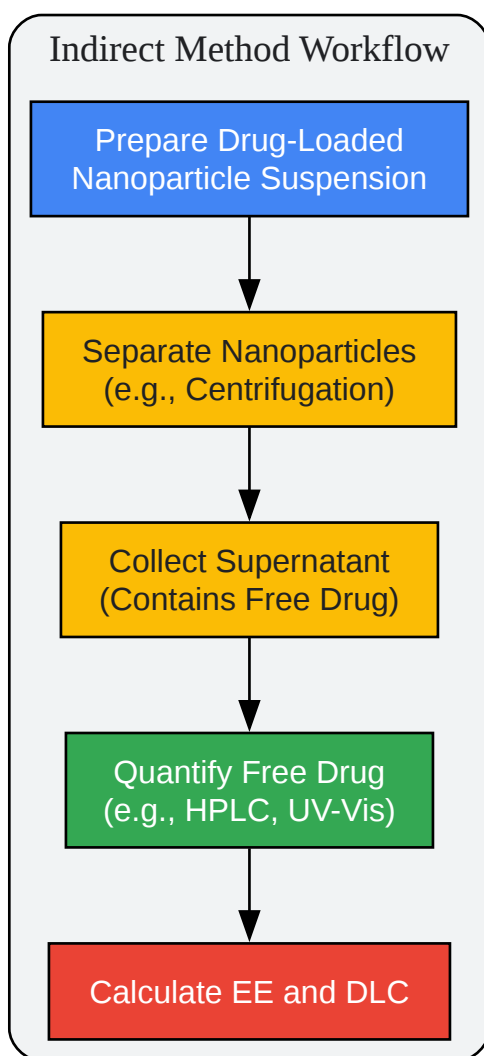 Indirect Method Workflow
Prepare Drug-Loaded
Nanoparticle Suspension
Separate Nanoparticles
(e.g., Centrifugation)
Collect Supernatant
(Contains Free Drug)
Quantify Free Drug
(e.g., HPLC, UV-Vis)
Calculate EE and DLC